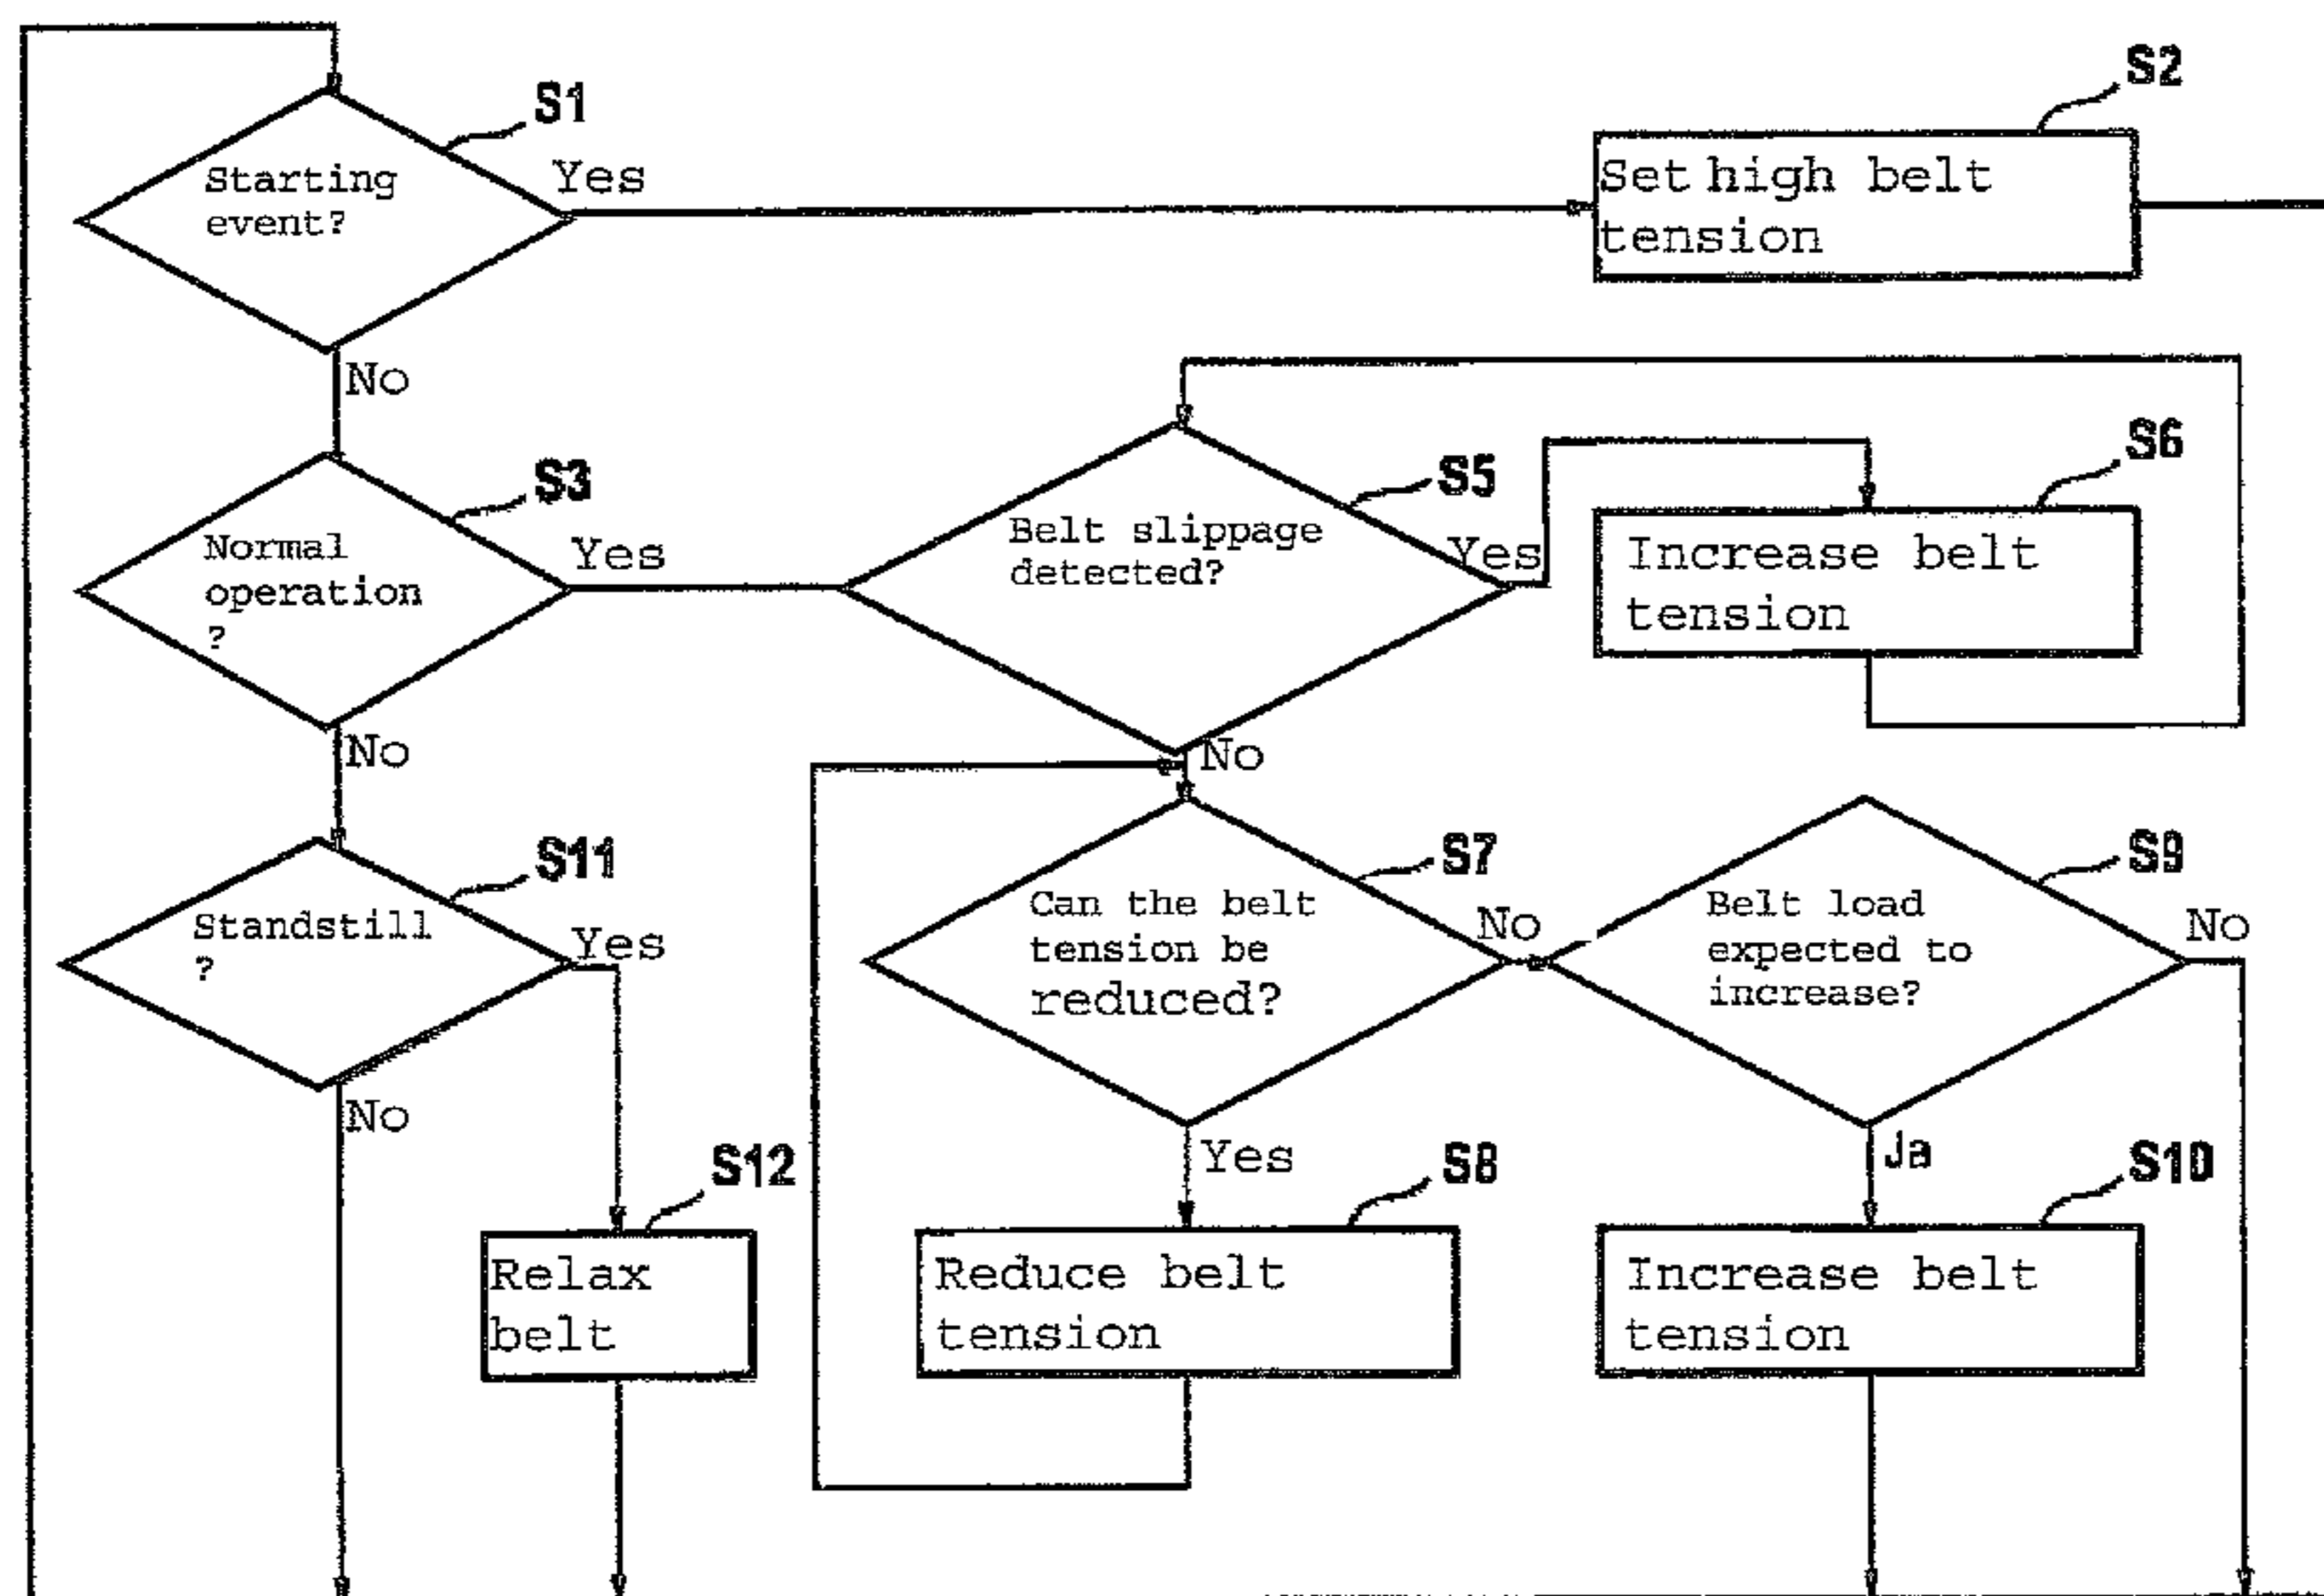 S1
Starting
event?
Yes
S2
Set high belt
tension
No
S3
Normal
operation
?
Yes
S5
Belt slippage
detected?
Yes
S6
Increase belt
tension
No
No
S11
Standstill
?
Yes
S7
Can the belt
tension be
reduced?
No
S9
Belt load
expected to
increase?
No
No
S12
Relax
belt
Yes
S8
Reduce belt
tension
Ja
S10
Increase belt
tension